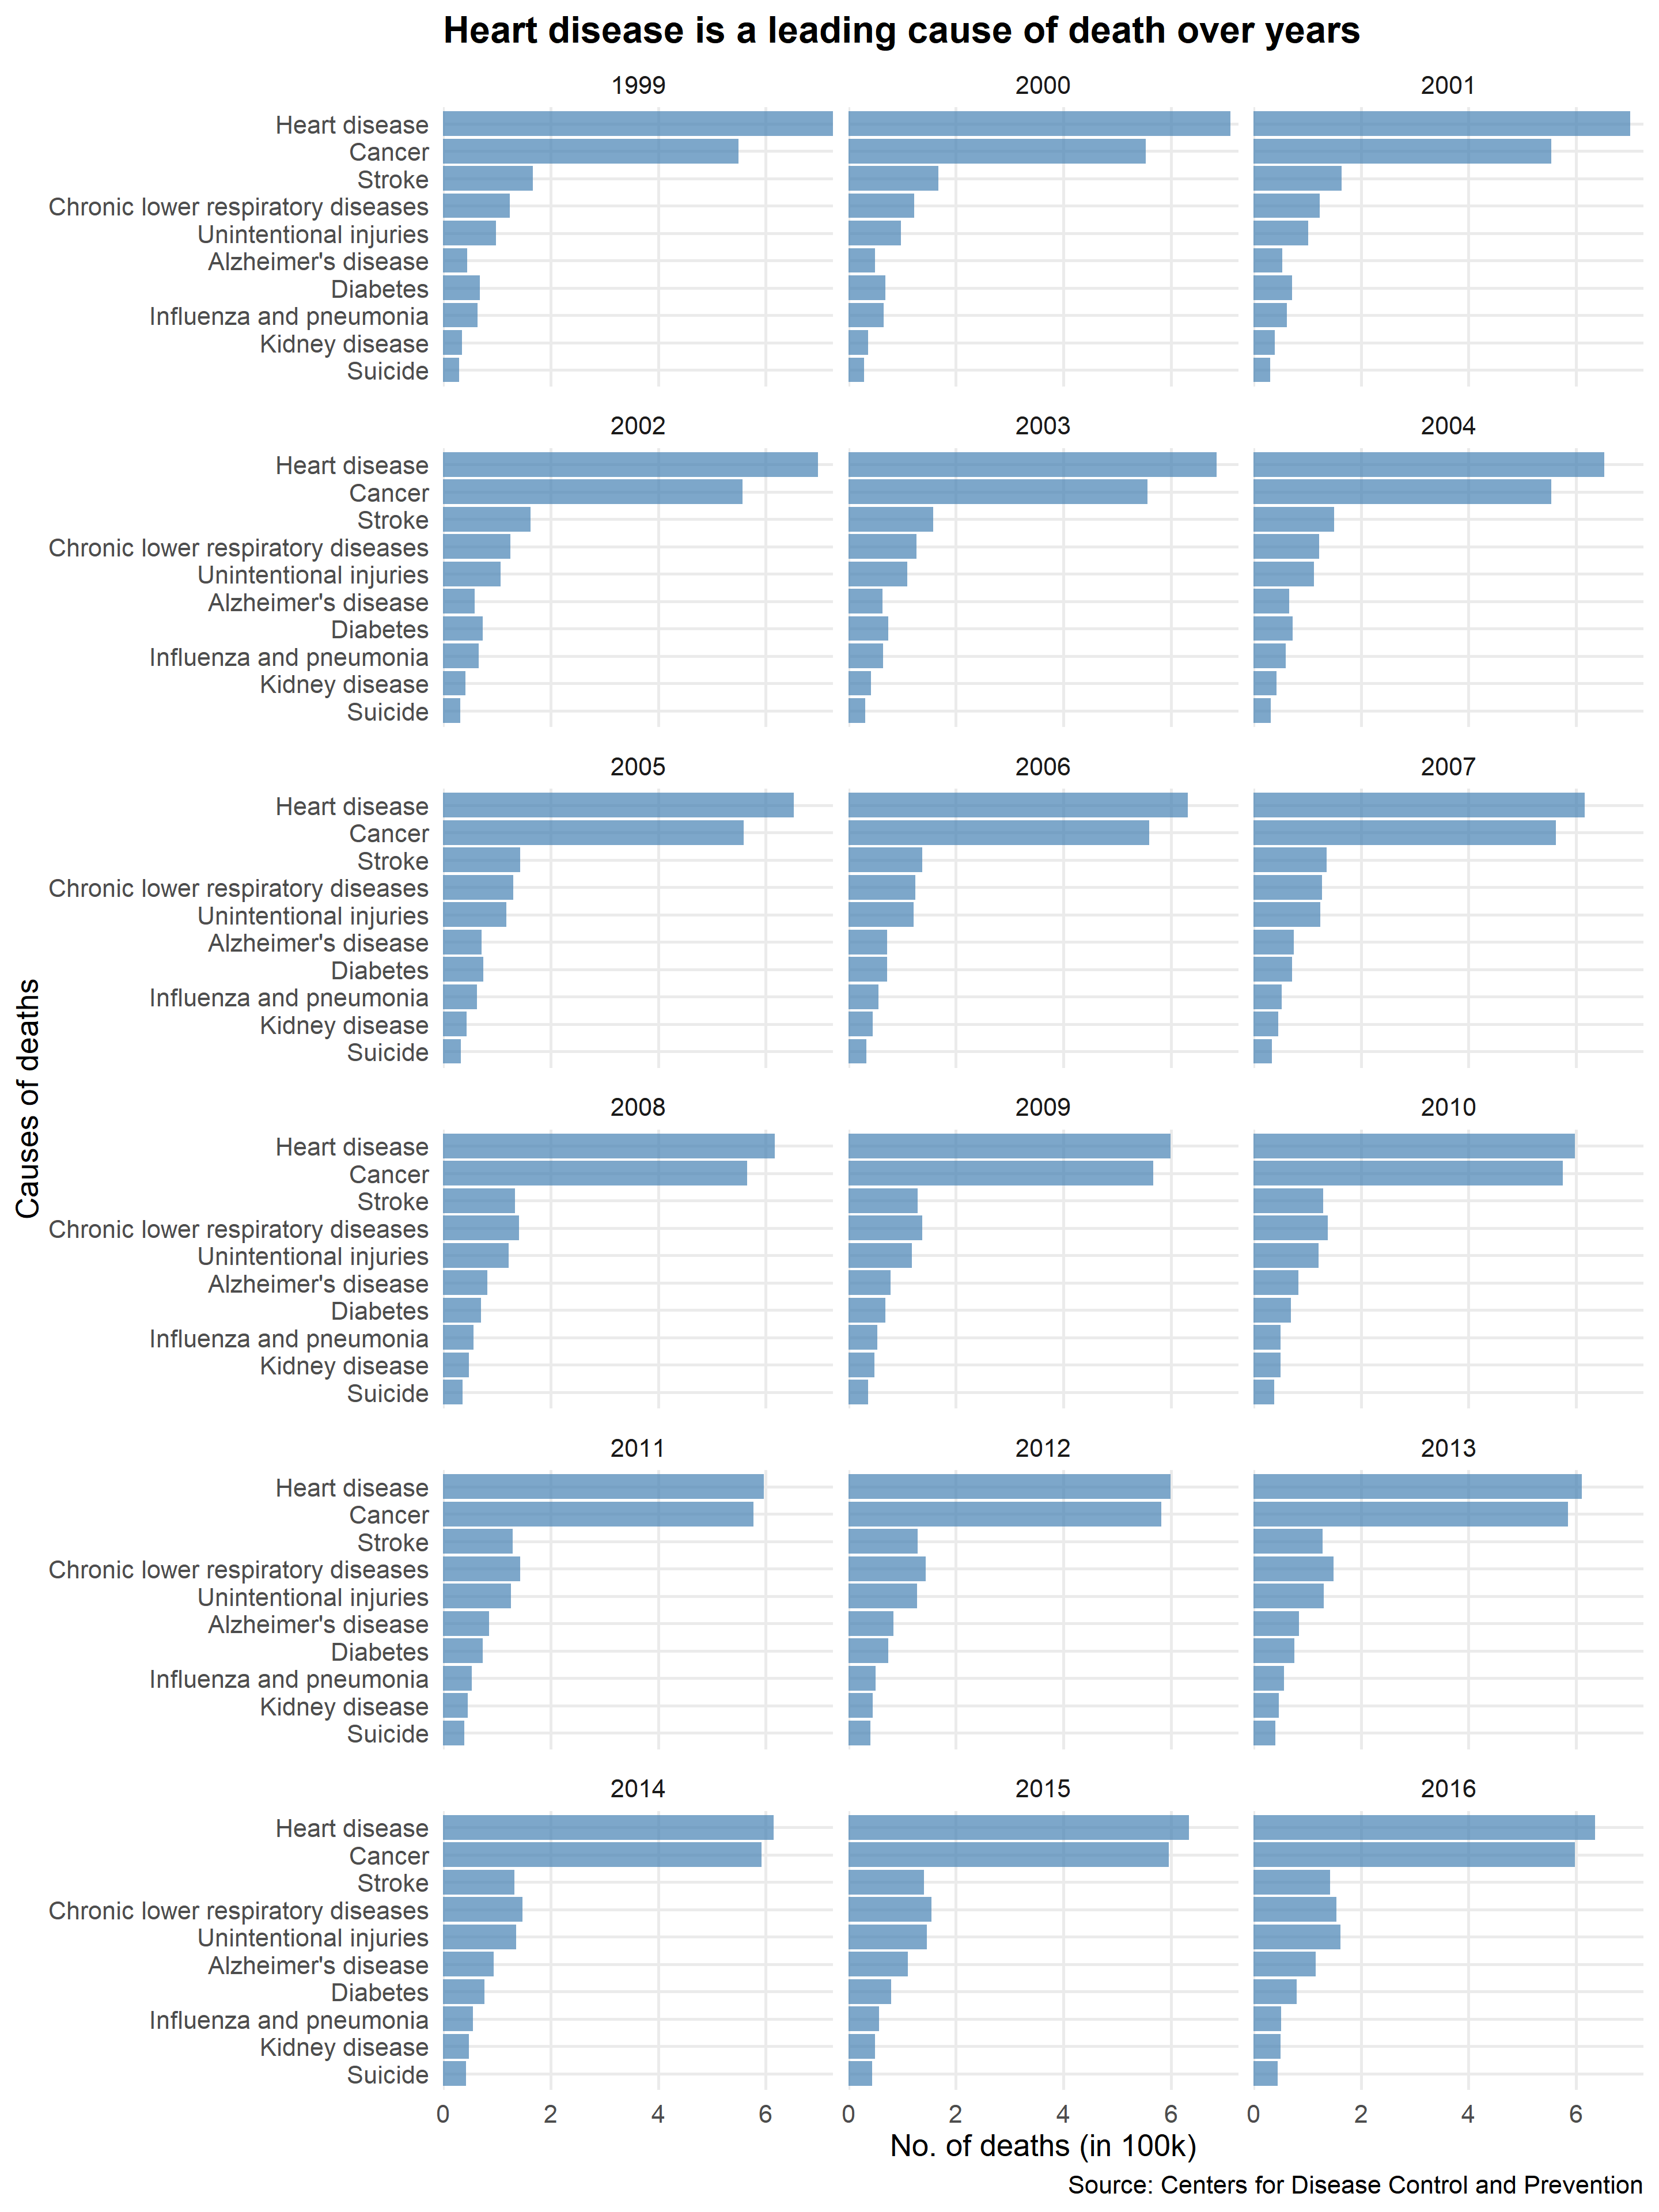 Heart disease is a leading cause of death over years
1999 2000 2001
Heart disease
Cancer
Stroke
Chronic lower respiratory diseases
Unintentional injuries
Alzheimer's disease
Diabetes
Influenza and pneumonia
Kidney disease
Suicide
2002 2003 2004
Heart disease
Cancer
Stroke
Chronic lower respiratory diseases
Unintentional injuries
Alzheimer's disease
Diabetes
Influenza and pneumonia
Kidney disease
Suicide
2005 2006 2007
Heart disease
Cancer
Stroke
Chronic lower respiratory diseases
Unintentional injuries
Alzheimer's disease
Diabetes
Influenza and pneumonia
Kidney disease
Suicide
Causes of deaths
2008 2009 2010
Heart disease
Cancer
Stroke
Chronic lower respiratory diseases
Unintentional injuries
Alzheimer's disease
Diabetes
Influenza and pneumonia
Kidney disease
Suicide
2011 2012 2013
Heart disease
Cancer
Stroke
Chronic lower respiratory diseases
Unintentional injuries
Alzheimer's disease
Diabetes
Influenza and pneumonia
Kidney disease
Suicide
2014 2015 2016
Heart disease
Cancer
Stroke
Chronic lower respiratory diseases
Unintentional injuries
Alzheimer's disease
Diabetes
Influenza and pneumonia
Kidney disease
Suicide
0 2 4 6 0 2 4 6 0 2 4 6
No. of deaths (in 100k)
Source: Centers for Disease Control and Prevention